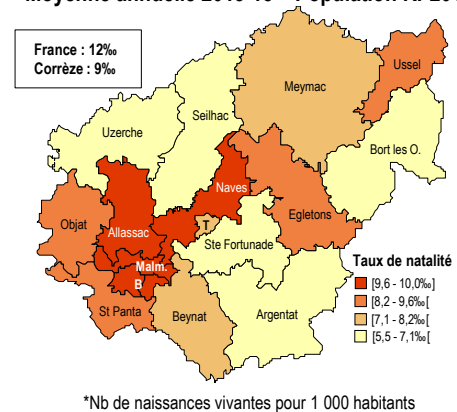 France : 12‰
Corrèze : 9‰
Ussel
Meymac
Seilhac
Uzerche
Bort les O.
Naves
Objat
Egletons
T
Allassac
Ste Fortunade
Malm.
B
St Panta
Beynat
Argentat
Taux de natalité
[9,6 - 10,0‰]
[8,2 - 9,6‰[
[7,1 - 8,2‰[
[5,5 - 7,1‰[
*Nb de naissances vivantes pour 1 000 habitants